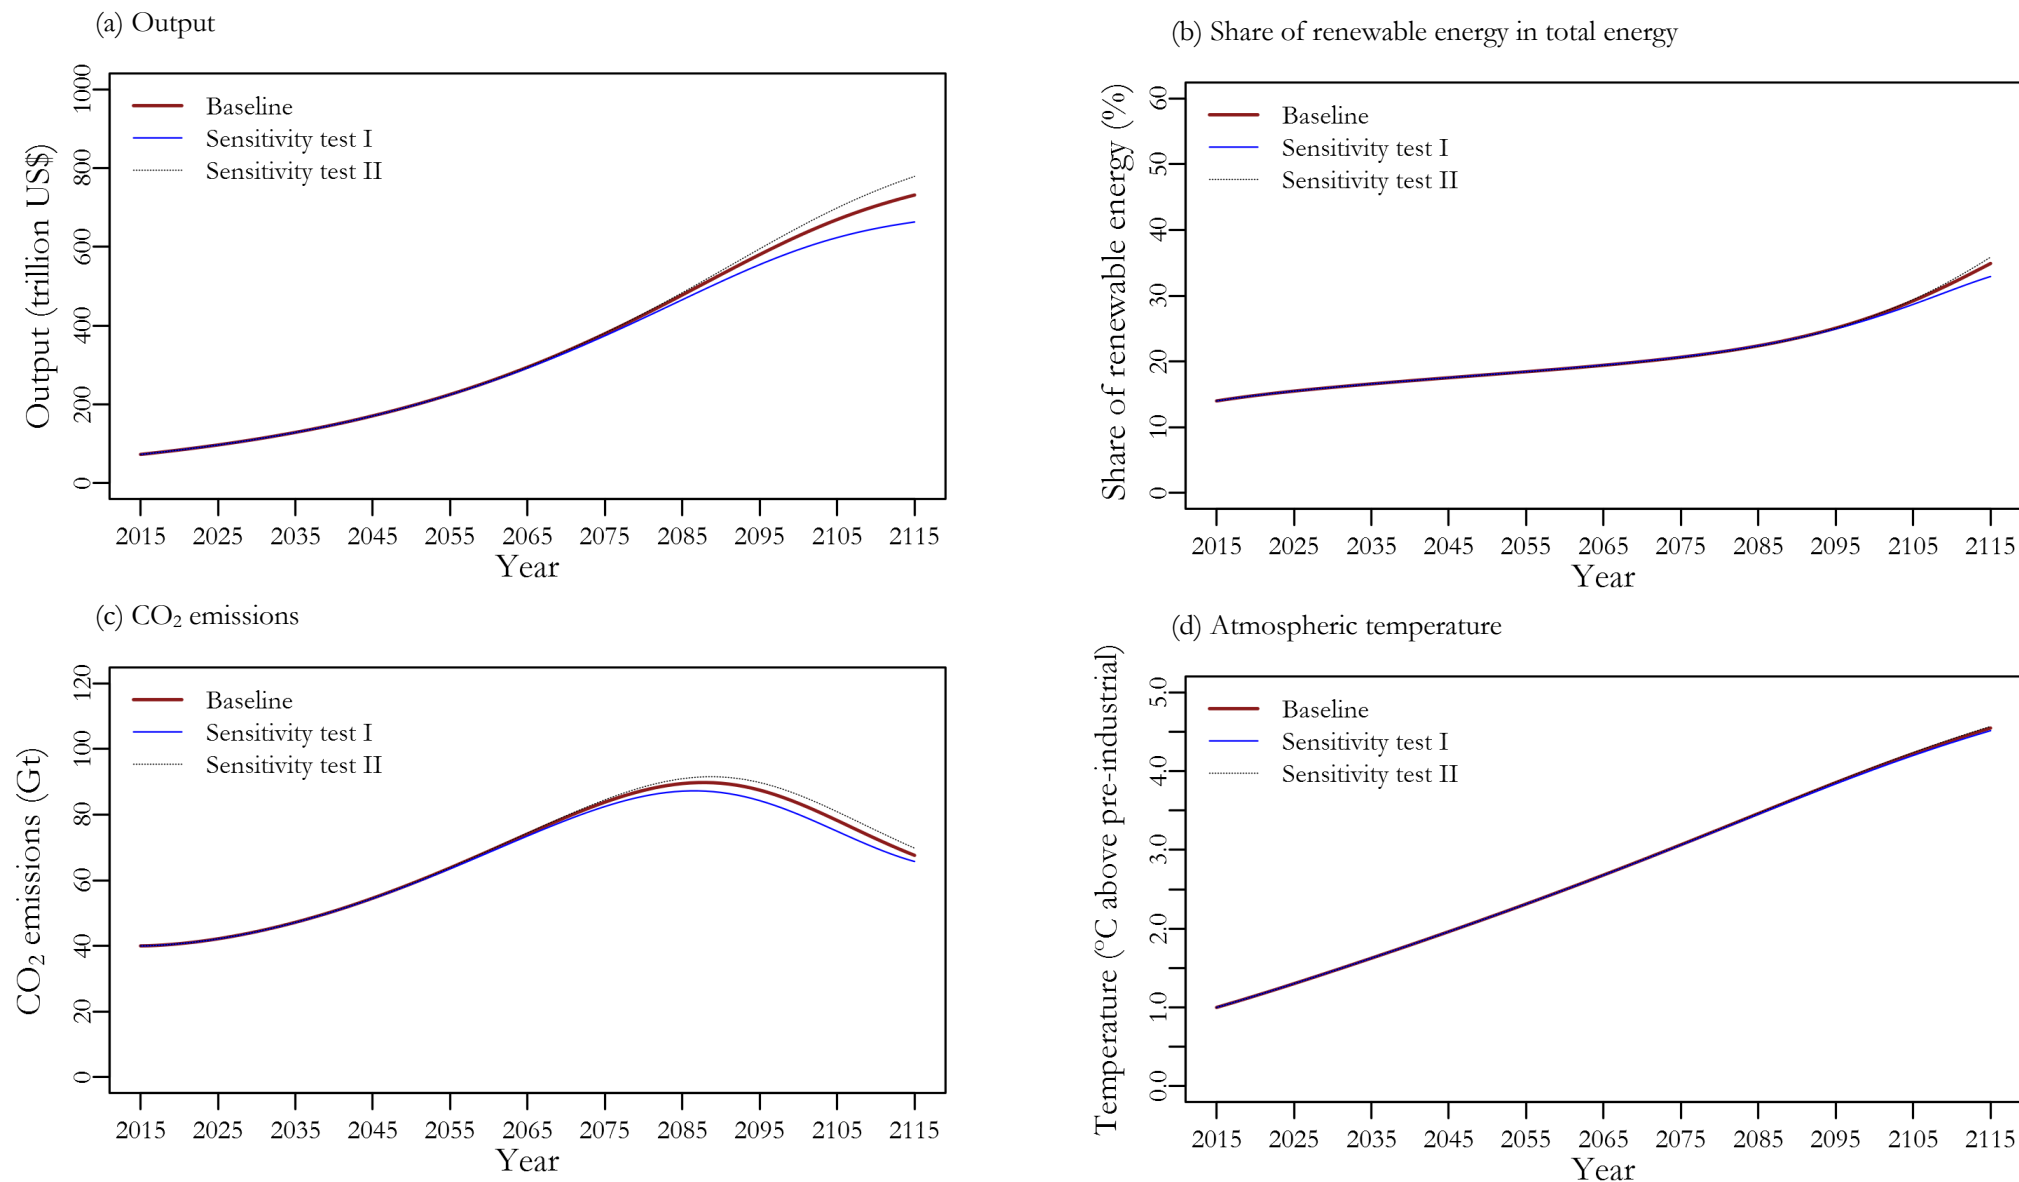 (a) Output
Output (trillion US$)
1000
800
600
400
200
0
Baseline
Sensitivity test I
Sensitivity test II
2015 2025 2035 2045 2055 2065 2075 2085 2095 2105 2115
Year
(b) Share of renewable energy in total energy
Share of renewable energy (%)
60
50
40
30
20
10
0
Baseline
Sensitivity test I
Sensitivity test II
2015 2025 2035 2045 2055 2065 2075 2085 2095 2105 2115
Year
(c) CO₂ emissions
CO₂ emissions (Gt)
120
100
80
60
40
20
0
Baseline
Sensitivity test I
Sensitivity test II
2015 2025 2035 2045 2055 2065 2075 2085 2095 2105 2115
Year
(d) Atmospheric temperature
Temperature (ºC above pre-industrial)
5.0
4.0
3.0
2.0
1.0
0.0
Baseline
Sensitivity test I
Sensitivity test II
2015 2025 2035 2045 2055 2065 2075 2085 2095 2105 2115
Year